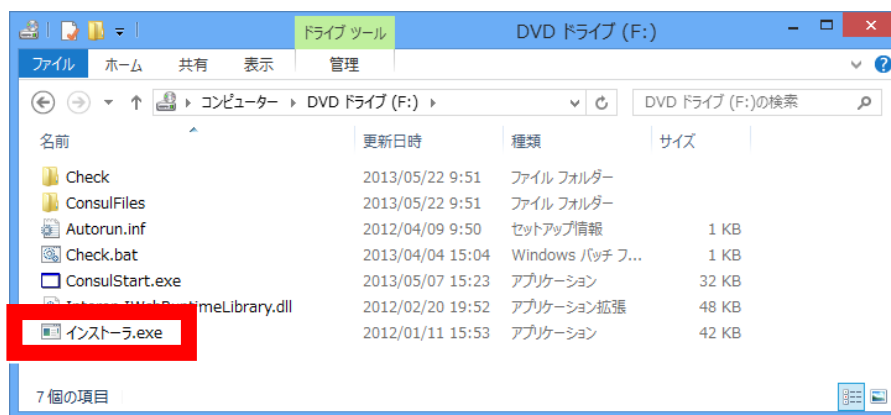 ドライブ ツール DVD ドライブ (F:)
ファイル ホーム 共有 表示 管理
コンピューター DVD ドライブ (F:) DVD ドライブ (F:)の検索
名前 更新日時 種類 サイズ
Check 2013/05/22 9:51 ファイル フォルダー
ConsulFiles 2013/05/22 9:51 ファイル フォルダー
Autorun.inf 2012/04/09 9:50 セットアップ情報 1 KB
Check.bat 2013/04/04 15:04 Windows バッチ フ... 1 KB
ConsulStart.exe 2013/05/07 15:23 アプリケーション 32 KB
timeLibrary.dll 2012/02/20 19:52 アプリケーション拡張 48 KB
インストーラ.exe 2012/01/11 15:53 アプリケーション 42 KB
7 個の項目